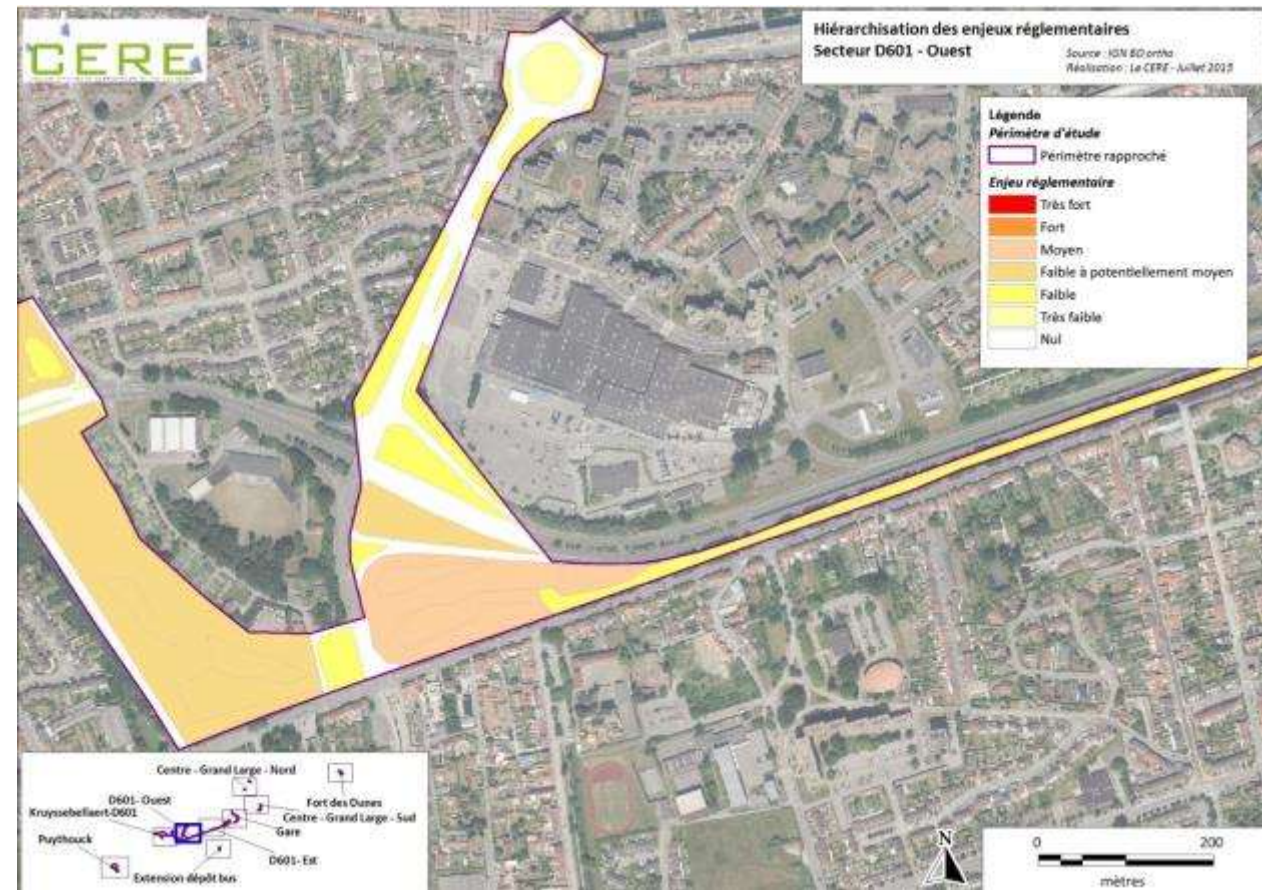 CERE
Hiérarchisation des enjeux réglementaires
Secteur D601 - Ouest
Source : IGN BD ortho
Réalisation : Le CERE - Juillet 2015
Légende
Périmètre d'étude
Périmètre rapproché
Enjeu réglementaire
Très fort
Fort
Moyen
Faible à potentiellement moyen
Faible
Très faible
Nul
Centre - Grand Large - Nord
D601- Ouest
Fort des Dunes
Kruyssebellaert-D601
Centre - Grand Large - Sud
Gare
Puythouck
D601- Est
Extension dépôt bus
N
0 200
mètres